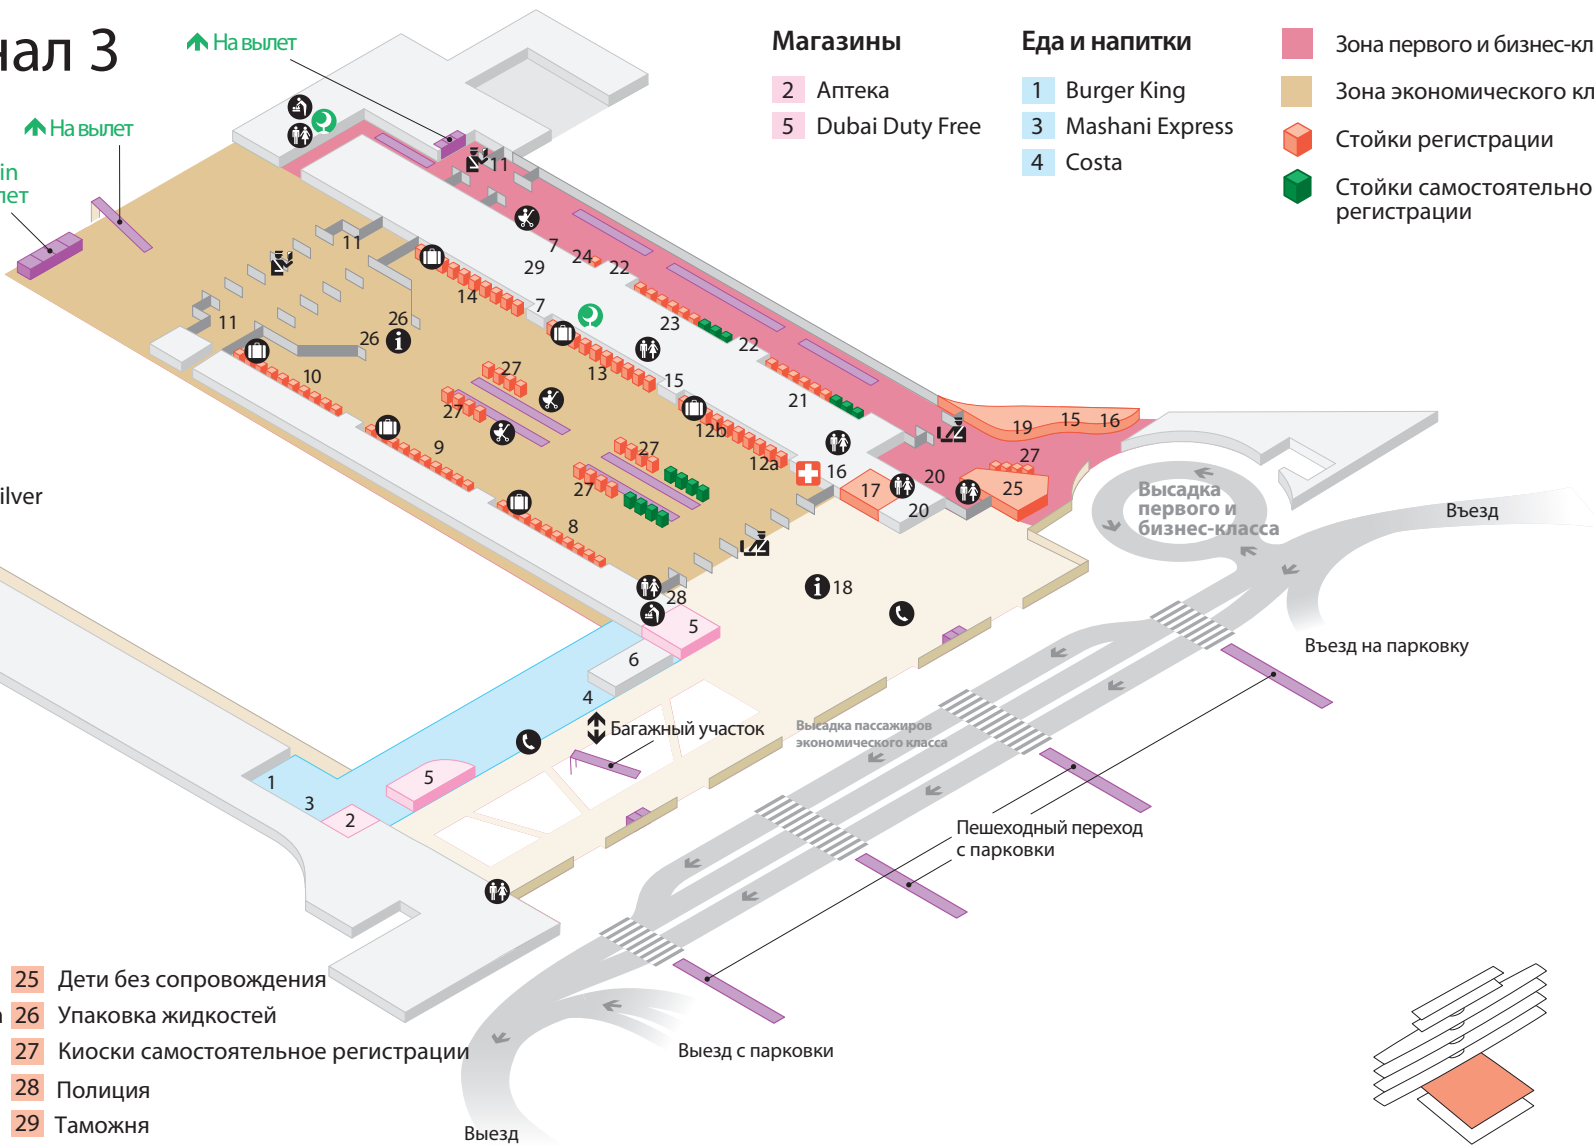 нал 3
На вылет
На вылет
in
лет
Магазины
2 Аптека
5 Dubai Duty Free
Еда и напитки
1 Burger King
3 Mashani Express
4 Costa
Зона первого и бизнес-кл
Зона экономического кл
Стойки регистрации
Стойки самостоятельно
регистрации
11
7
24
22
29
11
14
7
23
26
26
11
22
27
13
15
10
21
27
12b
19
15
16
9
27
12a
27
16
20
27
17
25
8
20
ilver
Высадка
первого и
бизнес-класса
Въезд
28
18
5
6
Въезд на парковку
4
Багажный участок
Высадка пассажиров
экономического класса
1
5
3
2
Пешеходный переход
с парковки
25 Дети без сопровождения
26 Упаковка жидкостей
27 Киоски самостоятельное регистрации
28 Полиция
29 Таможня
Выезд с парковки
Выезд